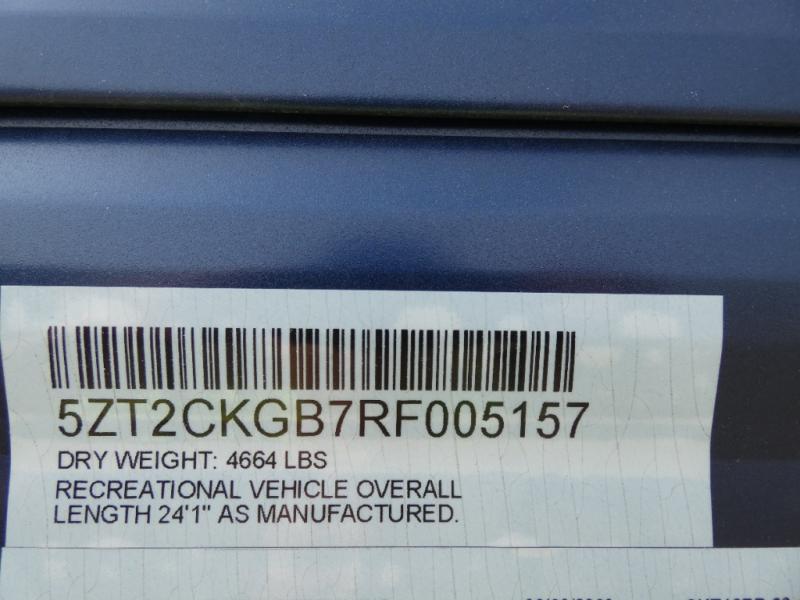 5ZT2CKGB7RF005157
DRY WEIGHT: 4664 LBS
RECREATIONAL VEHICLE OVERALL
LENGTH 24'1" AS MANUFACTURED.